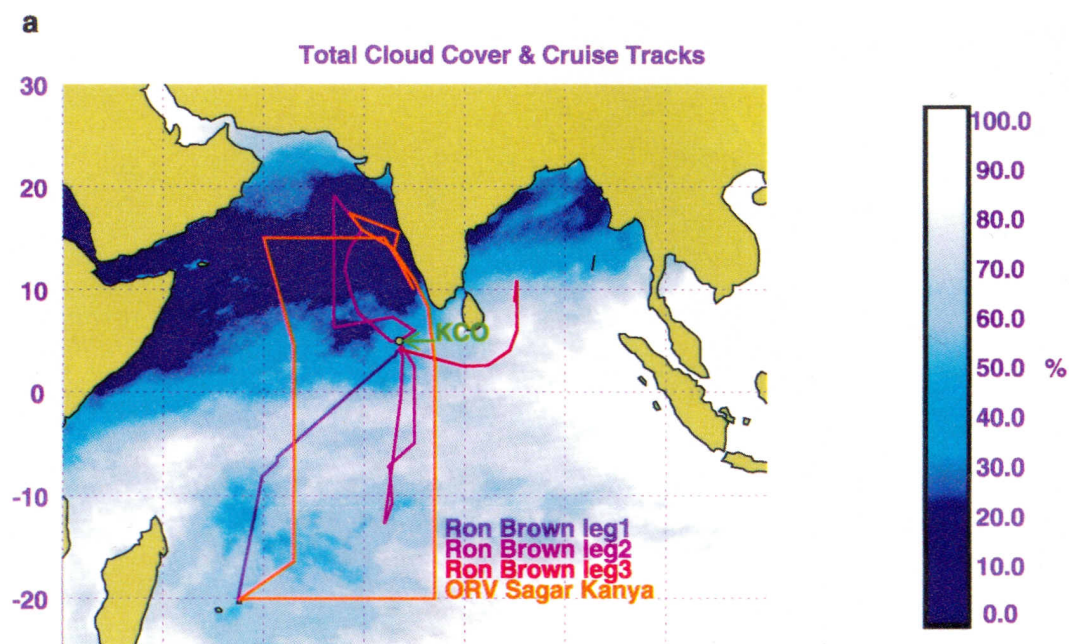 a
Total Cloud Cover & Cruise Tracks
30
20
10
0
-10
-20
KCO
Ron Brown leg1
Ron Brown leg2
Ron Brown leg3
ORV Sagar Kanya
100.0
90.0
80.0
70.0
60.0
50.0 %
40.0
30.0
20.0
10.0
0.0